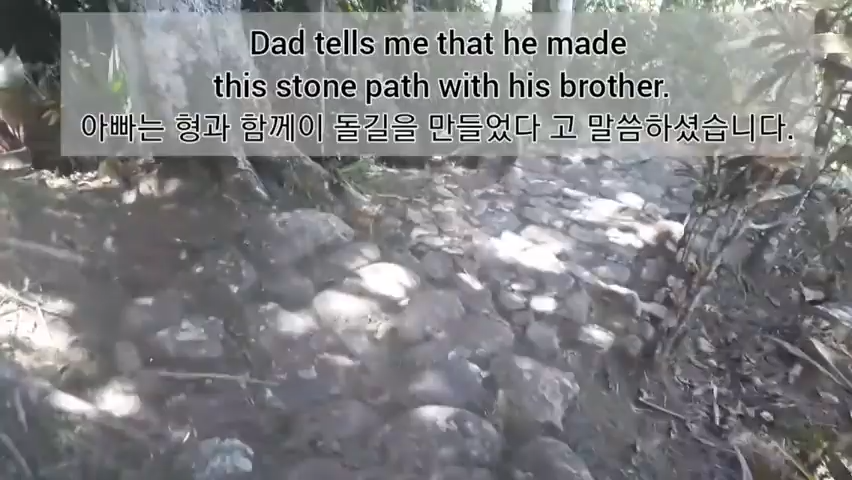 Dad tells me that he made
this stone path with his brother.
아빠는 형과 함께이 돌길을 만들었다 고 말씀하셨습니다.